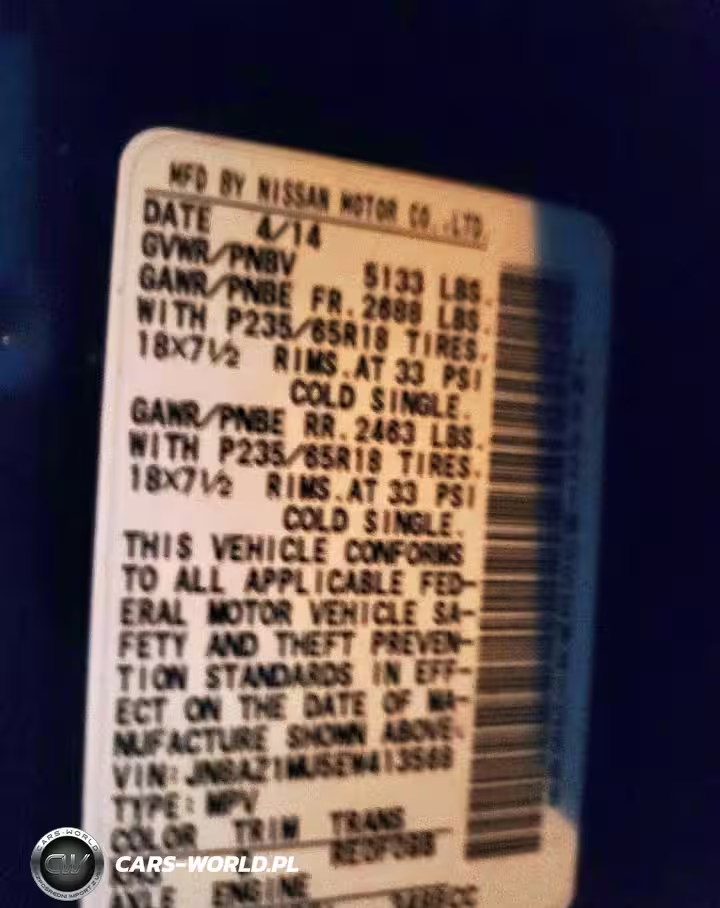 MFD BY NISSAN MOTOR CO.,LTD.
DATE 4/14
GVWR/PNBV 5133 LBS.
GAWR/PNBE FR. 2688 LBS.
WITH P235/65R18 TIRES.
18X7½ RIMS.AT 33 PSI
COLD SINGLE.
GAWR/PNBE RR. 2463 LBS.
WITH P235/65R18 TIRES.
18X7½ RIMS.AT 33 PSI
COLD SINGLE.
THIS VEHICLE CONFORMS
TO ALL APPLICABLE FED-
ERAL MOTOR VEHICLE SA-
FETY AND THEFT PREVEN-
TION STANDARDS IN EFF-
ECT ON THE DATE OF MA-
NUFACTURE SHOWN ABOVE.
VIN:
TYPE: MPV
COLOR TRIM TRANS
AXLE ENGINE
CARS-WORLD
CW
CARS-WORLD.PL